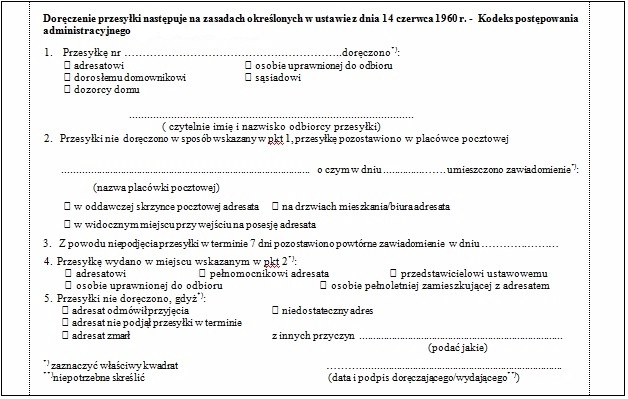 Doręczenie przesyłki następuje na zasadach określonych w ustawie z dnia 14 czerwca 1960 r. - Kodeks postępowania
administracyjnego
1. Przesyłkę nr ……………………………………………………..doręczono*⁾:
☐ adresatowi ☐ osobie uprawnionej do odbioru
☐ dorosłemu domownikowi ☐ sąsiadowi
☐ dozorcy domu
................................................................................................
( czytelnie imię i nazwisko odbiorcy przesyłki)
2. Przesyłki nie doręczono w sposób wskazany w pkt 1, przesyłkę pozostawiono w placówce pocztowej
................................................................................... o czym w dniu ....................... umieszczono zawiadomienie*⁾:
(nazwa placówki pocztowej)
☐ w oddawczej skrzynce pocztowej adresata ☐ na drzwiach mieszkania/biura adresata
☐ w widocznym miejscu przy wejściu na posesję adresata
3. Z powodu niepodjęcia przesyłki w terminie 7 dni pozostawiono powtórne zawiadomienie w dniu ……………………
4. Przesyłkę wydano w miejscu wskazanym w pkt 2*⁾:
☐ adresatowi ☐ pełnomocnikowi adresata ☐ przedstawicielowi ustawowemu
☐ osobie uprawnionej do odbioru ☐ osobie pełnoletniej zamieszkującej z adresatem
5. Przesyłki nie doręczono, gdyż*⁾:
☐ adresat odmówił przyjęcia ☐ niedostateczny adres
☐ adresat nie podjął przesyłki w terminie
☐ adresat zmarł z innych przyczyn ............................................................
(podać jakie)
*⁾ zaznaczyć właściwy kwadrat ................................................................................
**⁾niepotrzebne skreślić (data i podpis doręczającego/wydającego**⁾)